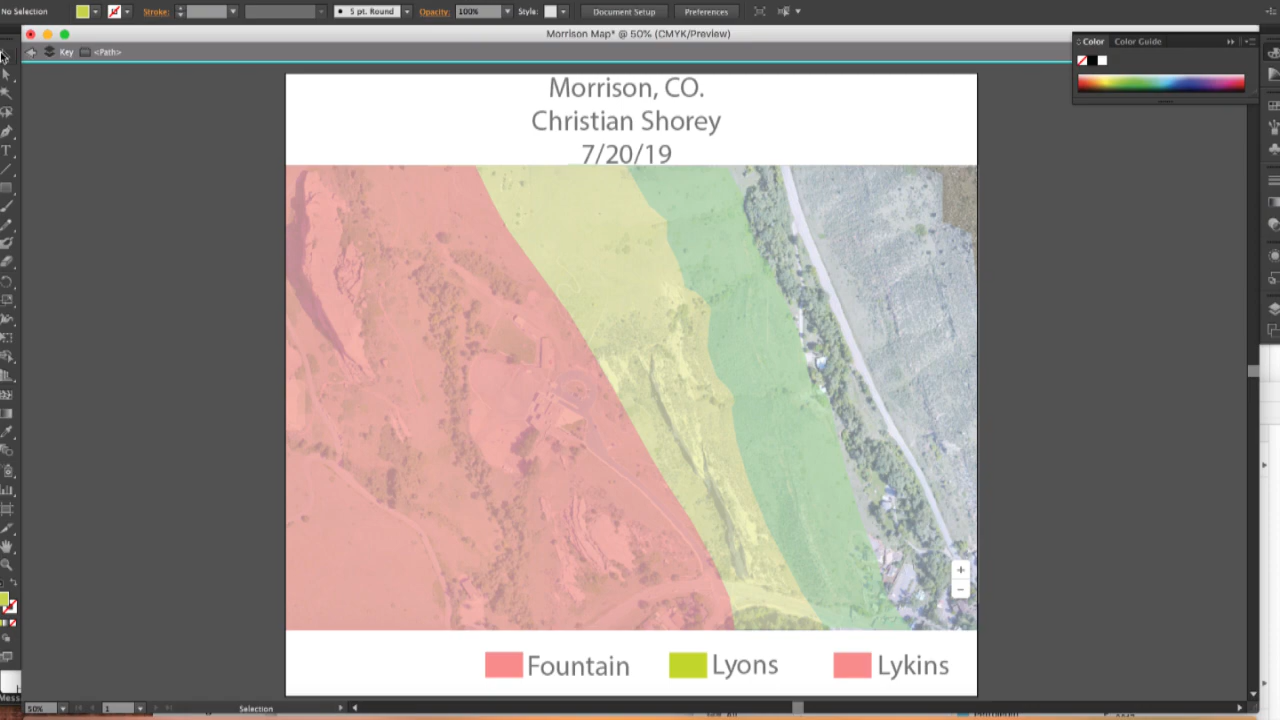 No Selection
Stroke:
5 pt. Round
Opacity:
100%
Style:
Document Setup
Preferences
Morrison Map* @ 50% (CMYK/Preview)
Key
<Path>
Color
Color Guide
Morrison, CO.
Christian Shorey
7/20/19
+
−
Fountain
Lyons
Lykins
50%
1
Selection